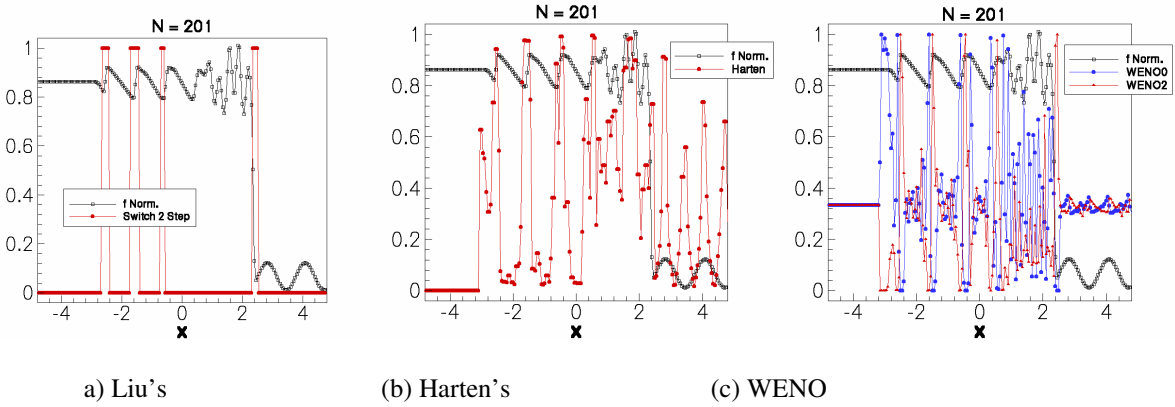 N = 201
1
0.8
0.6
0.4
0.2
0
f Norm.
Switch 2 Step
-4 -2 0 2 4
X
N = 201
1
0.8
0.6
0.4
0.2
0
f Norm.
Harten
-4 -2 0 2 4
X
N = 201
1
0.8
0.6
0.4
0.2
0
f Norm.
WENO0
WENO2
-4 -2 0 2 4
X
a) Liu's (b) Harten's (c) WENO